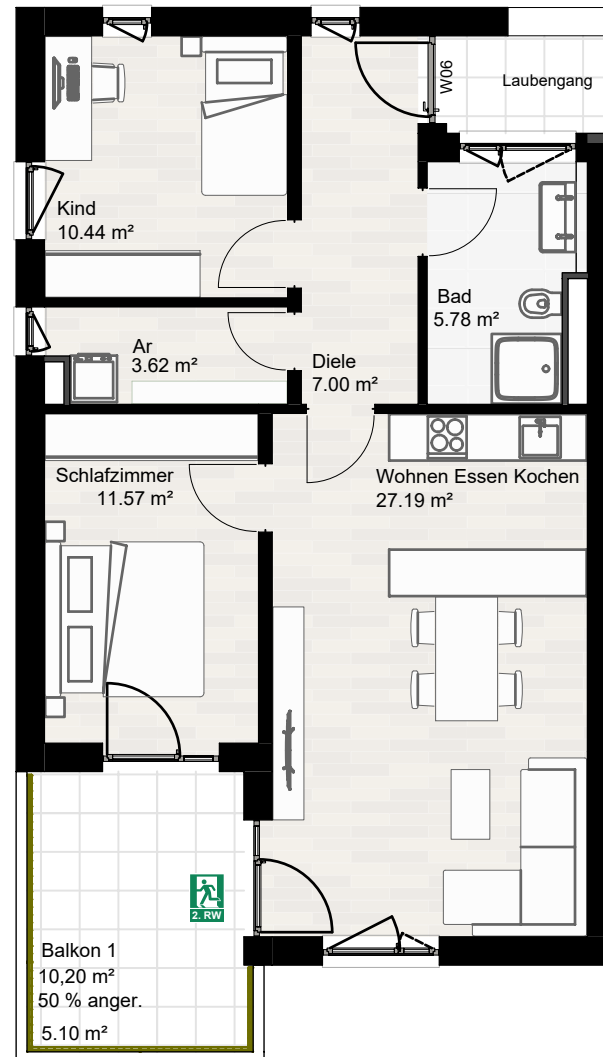 W06
Laubengang
Kind
10.44 m²
Bad
5.78 m²
Ar
3.62 m²
Diele
7.00 m²
Schlafzimmer
11.57 m²
Wohnen Essen Kochen
27.19 m²
2. RW
Balkon 1
10,20 m²
50 % anger.
5.10 m²